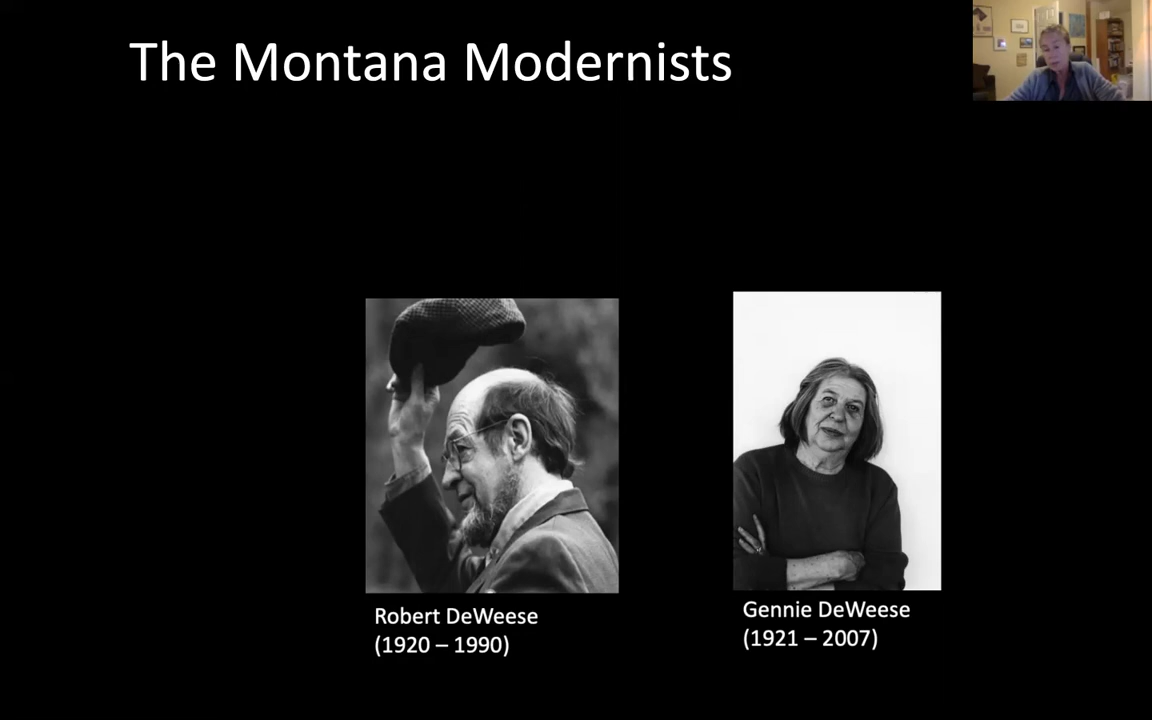 The Montana Modernists
Robert DeWeese
(1920 – 1990)
Gennie DeWeese
(1921 – 2007)